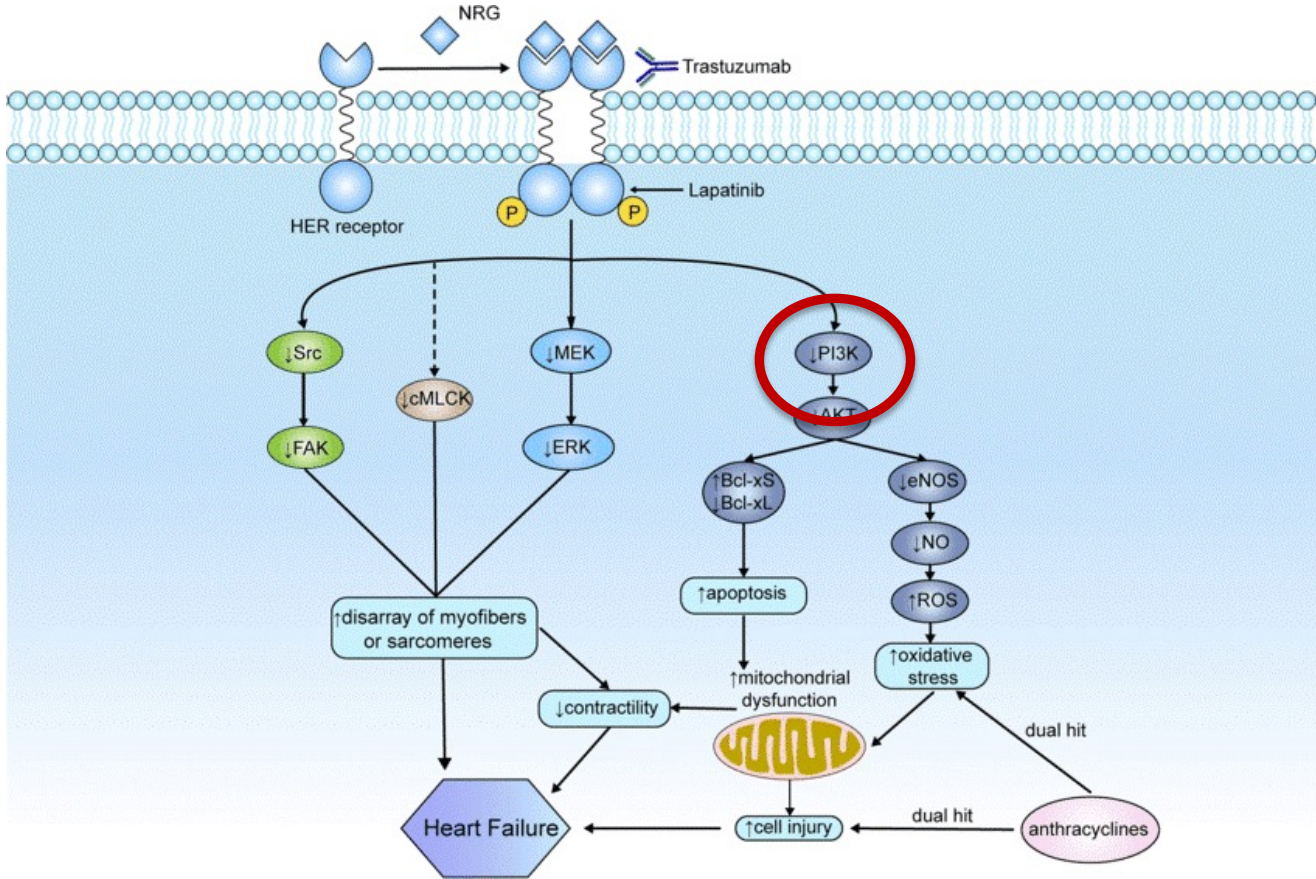 NRG
Trastuzumab
Lapatinib
P
P
HER receptor
↓Src
↓MEK
↓PI3K
↓cMLCK
↓AKT
↓FAK
↓ERK
↑Bcl-xS
↓Bcl-xL
↓eNOS
↓NO
↑apoptosis
↑ROS
↑disarray of myofibers
or sarcomeres
↑oxidative
stress
↑mitochondrial
dysfunction
↓contractility
dual hit
Heart Failure
↑cell injury
dual hit
anthracyclines